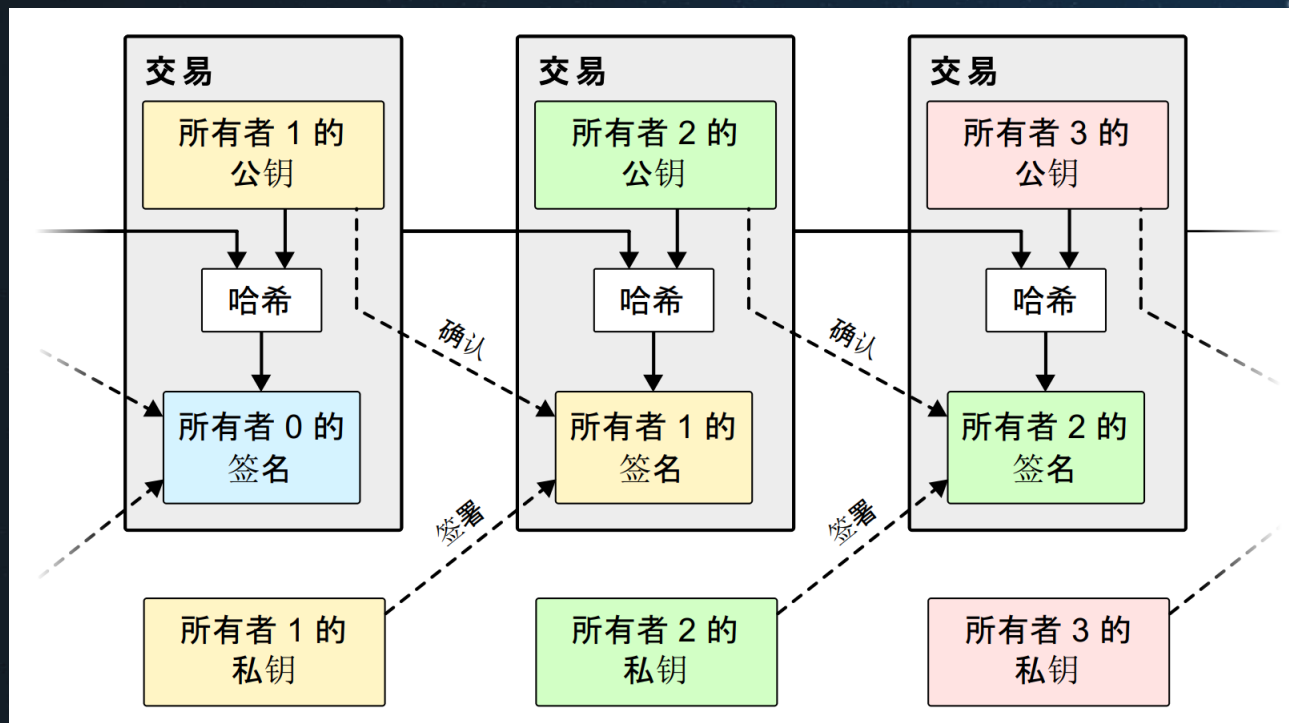 交易
交易
交易
所有者 1 的
公钥
所有者 2 的
公钥
所有者 3 的
公钥
哈希
哈希
哈希
确认
确认
所有者 0 的
签名
所有者 1 的
签名
所有者 2 的
签名
签署
签署
所有者 1 的
私钥
所有者 2 的
私钥
所有者 3 的
私钥